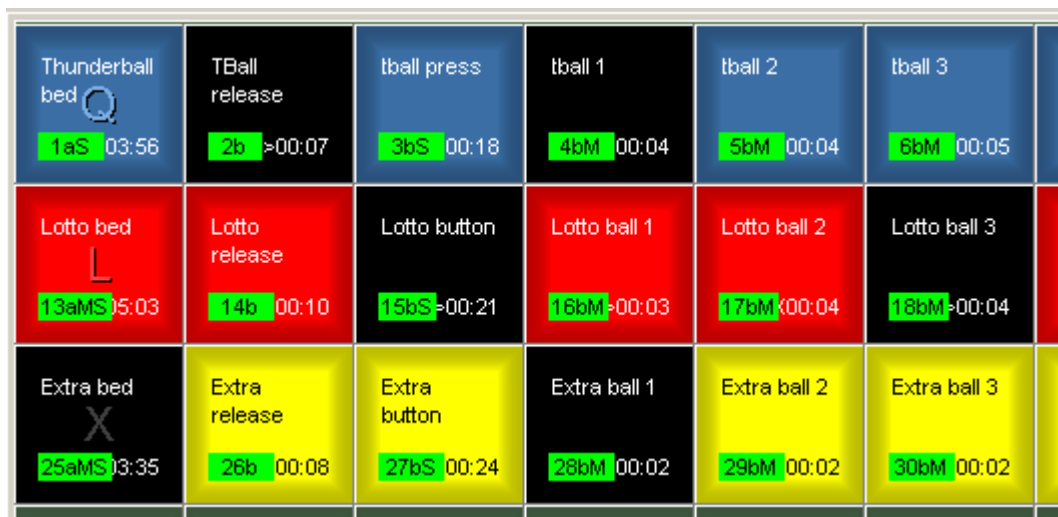 Thunderball
bed
Q
1aS 03:56
TBall
release
2b >00:07
tball press
3bS 00:18
tball 1
4bM 00:04
tball 2
5bM 00:04
tball 3
6bM 00:05
Lotto bed
L
13aMS 05:03
Lotto
release
14b 00:10
Lotto button
15bS >00:21
Lotto ball 1
16bM >00:03
Lotto ball 2
17bM 00:04
Lotto ball 3
18bM >00:04
Extra bed
X
25aMS 03:35
Extra
release
26b 00:08
Extra
button
27bS 00:24
Extra ball 1
28bM 00:02
Extra ball 2
29bM 00:02
Extra ball 3
30bM 00:02